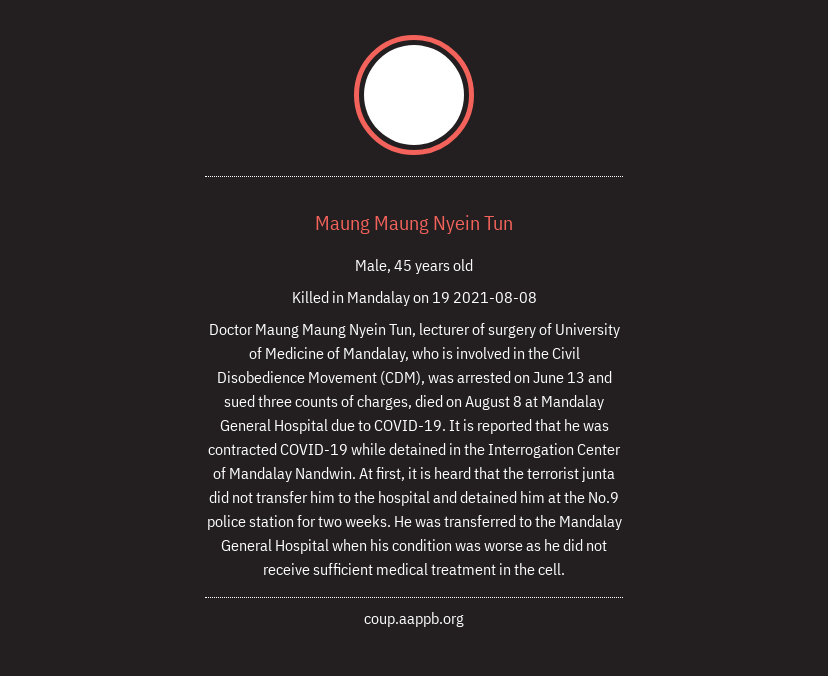 Maung Maung Nyein Tun
Male, 45 years old
Killed in Mandalay on 19 2021-08-08
Doctor Maung Maung Nyein Tun, lecturer of surgery of University
of Medicine of Mandalay, who is involved in the Civil
Disobedience Movement (CDM), was arrested on June 13 and
sued three counts of charges, died on August 8 at Mandalay
General Hospital due to COVID-19. It is reported that he was
contracted COVID-19 while detained in the Interrogation Center
of Mandalay Nandwin. At first, it is heard that the terrorist junta
did not transfer him to the hospital and detained him at the No.9
police station for two weeks. He was transferred to the Mandalay
General Hospital when his condition was worse as he did not
receive sufficient medical treatment in the cell.
coup.aappb.org